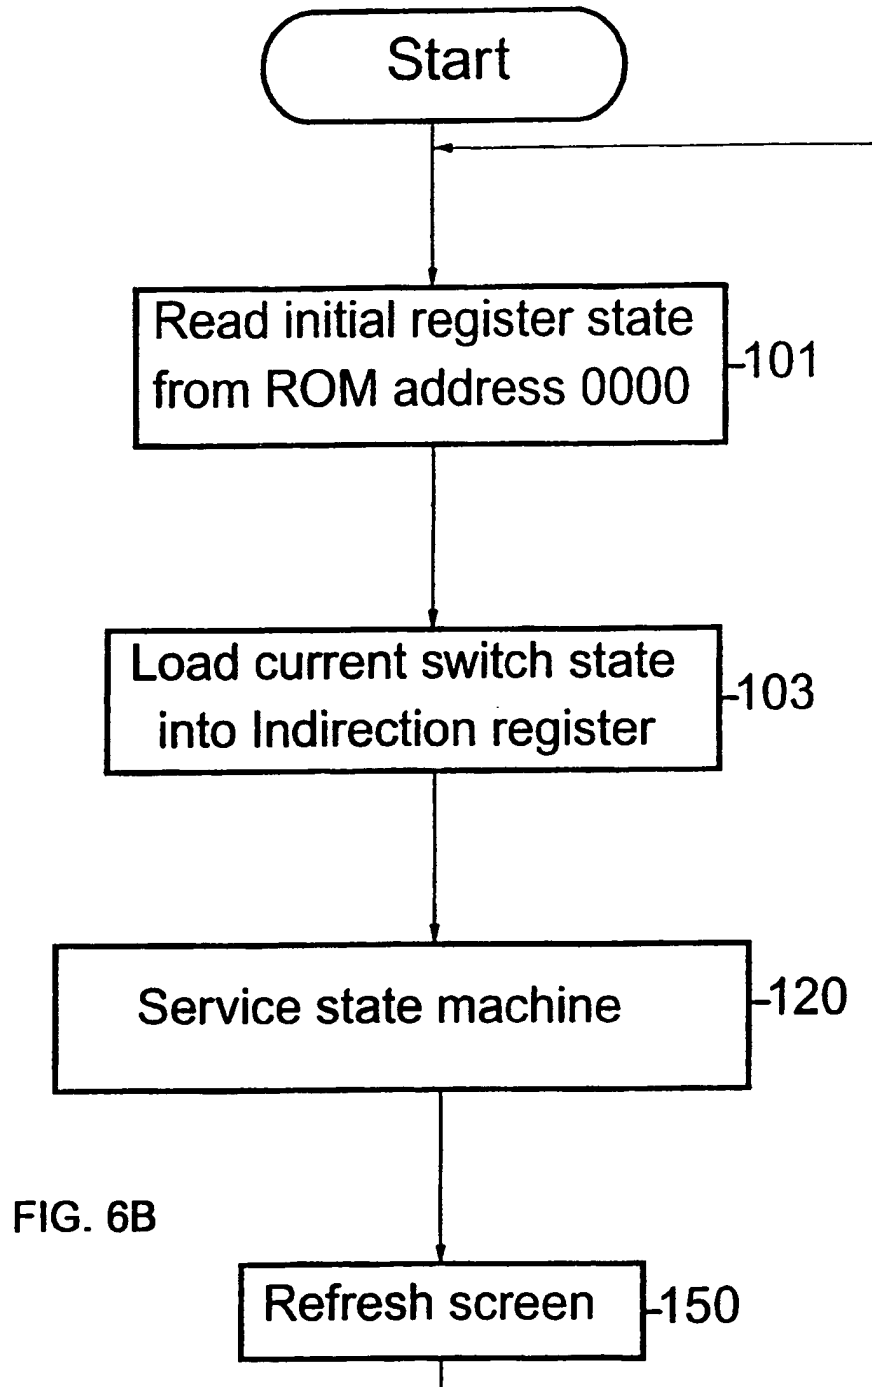 Start
Read initial register state
from ROM address 0000
101
Load current switch state
into Indirection register
103
Service state machine
120
FIG. 6B
Refresh screen
150